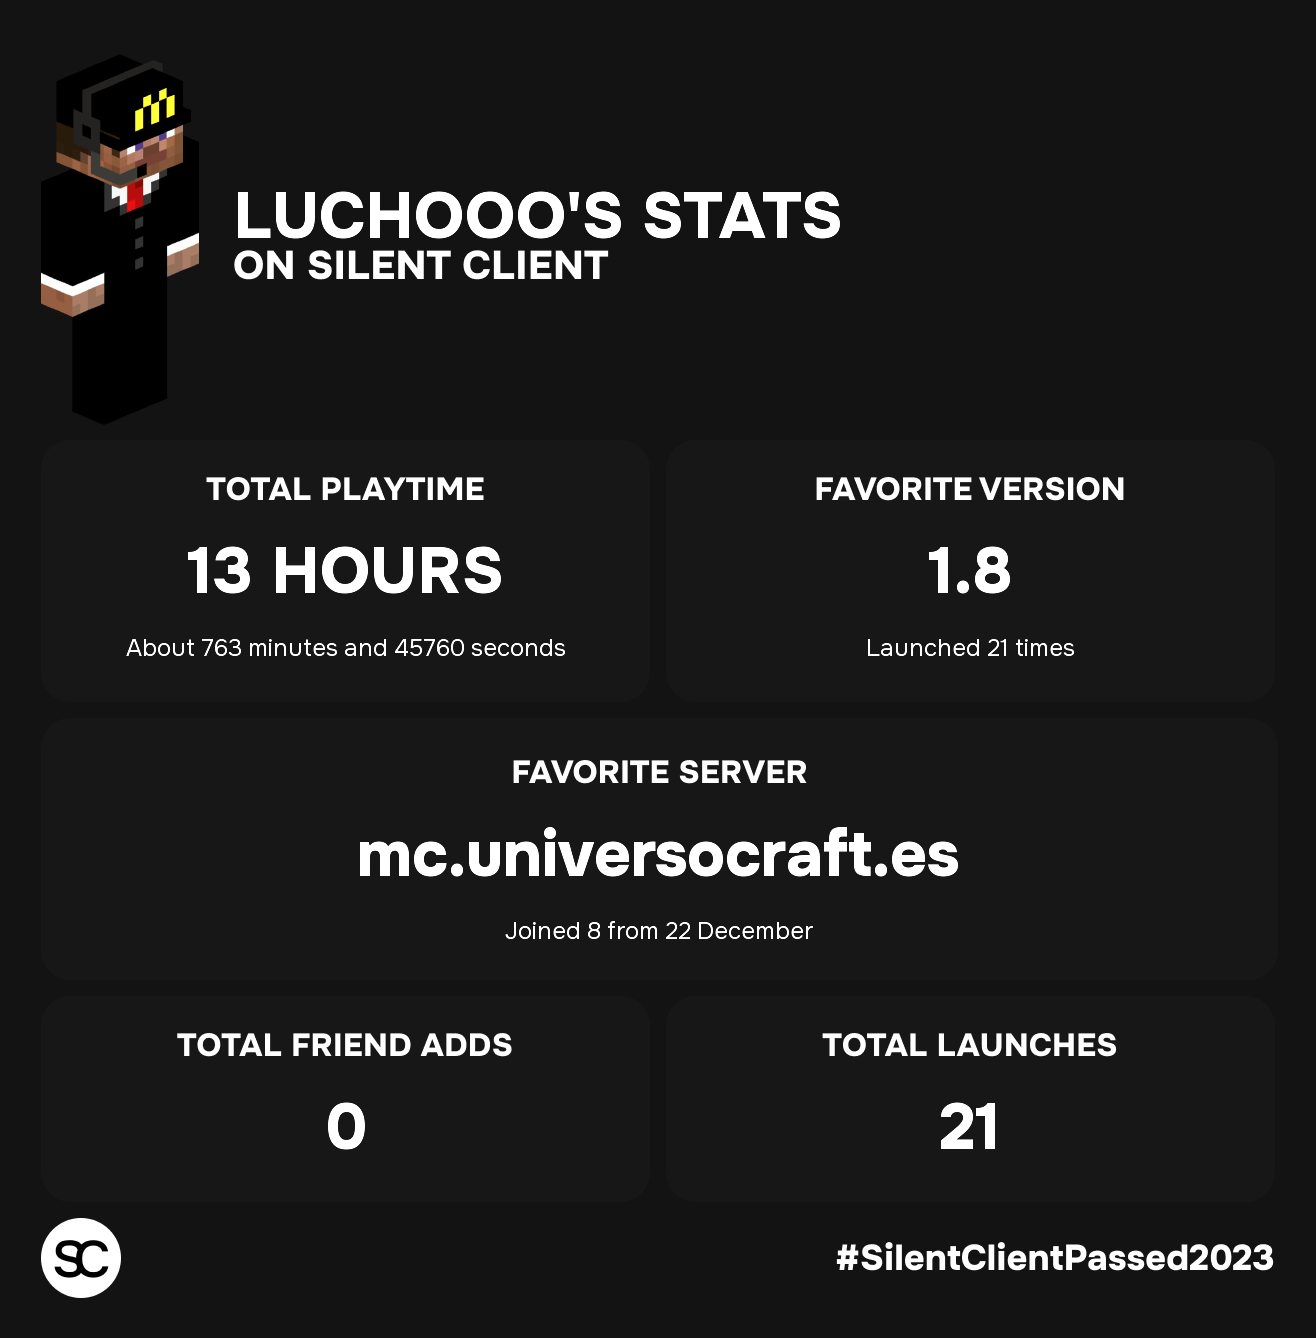 LUCHOOO'S STATS
ON SILENT CLIENT
TOTAL PLAYTIME
13 HOURS
About 763 minutes and 45760 seconds
FAVORITE VERSION
1.8
Launched 21 times
FAVORITE SERVER
mc.universocraft.es
Joined 8 from 22 December
TOTAL FRIEND ADDS
0
TOTAL LAUNCHES
21
SC
#SilentClientPassed2023